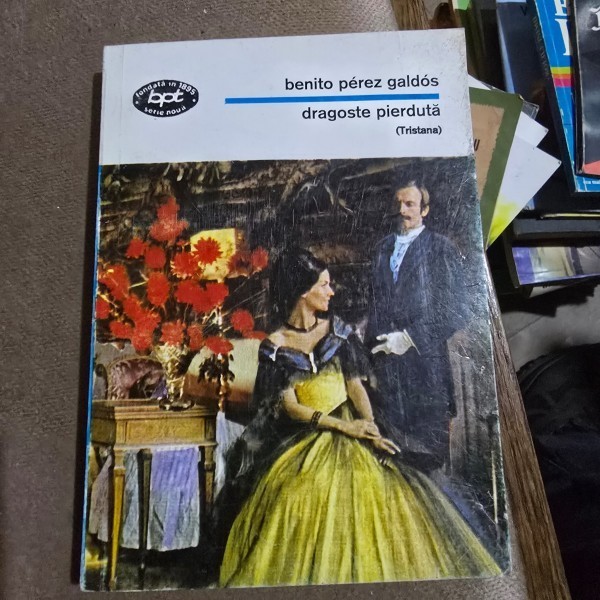 fondată în 1895
bpt
serie nouă
benito pérez galdós
dragoste pierdută
(Tristana)